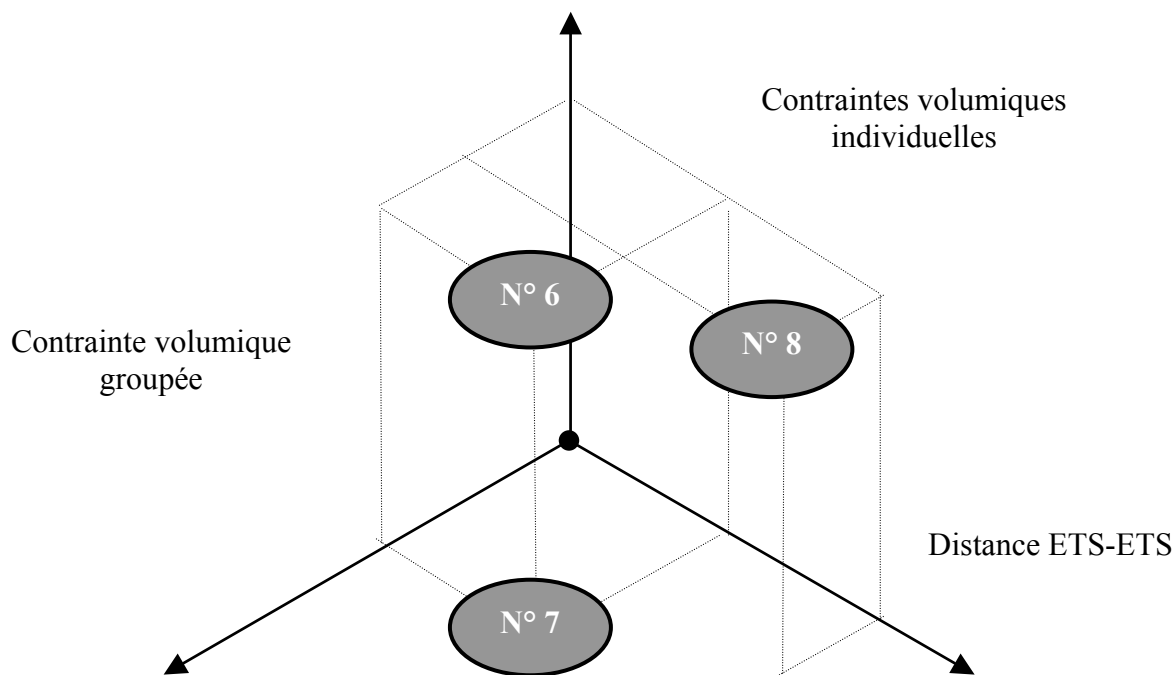 Contraintes volumiques
individuelles
N° 6
N° 8
Contrainte volumique
groupée
Distance ETS-ETS
N° 7